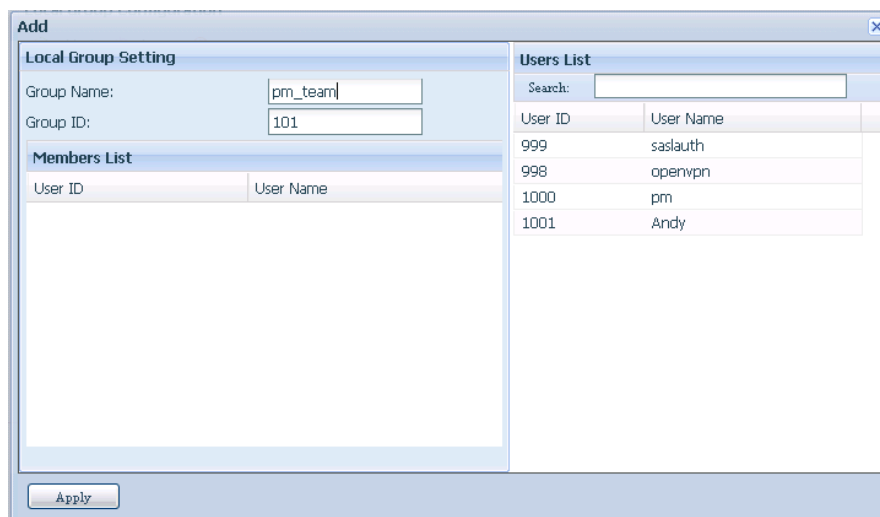 Add
Local Group Setting
Group Name: pm_team
Group ID: 101
Members List
User ID User Name
Users List
Search:
User ID User Name
999 saslauth
998 openvpn
1000 pm
1001 Andy
Apply